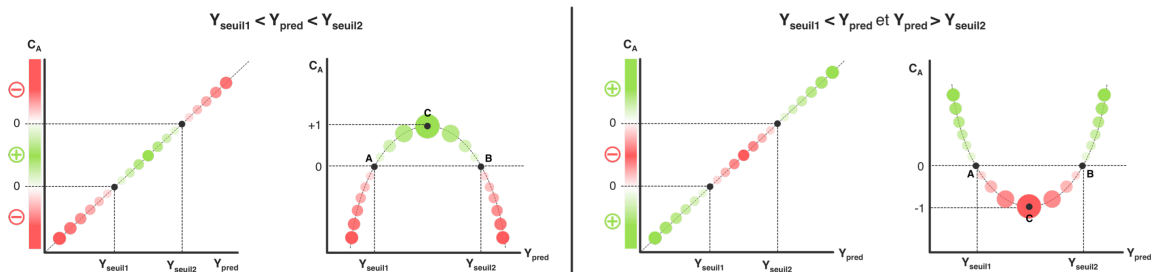 Yseuil1 < Ypred < Yseuil2
CA
0
0
Yseuil1
Yseuil2
Ypred
CA
+1
0
A
C
B
Yseuil1
Yseuil2
Ypred
Yseuil1 < Ypred et Ypred > Yseuil2
CA
0
0
Yseuil1
Yseuil2
Ypred
CA
0
-1
A
C
B
Yseuil1
Yseuil2
Ypred